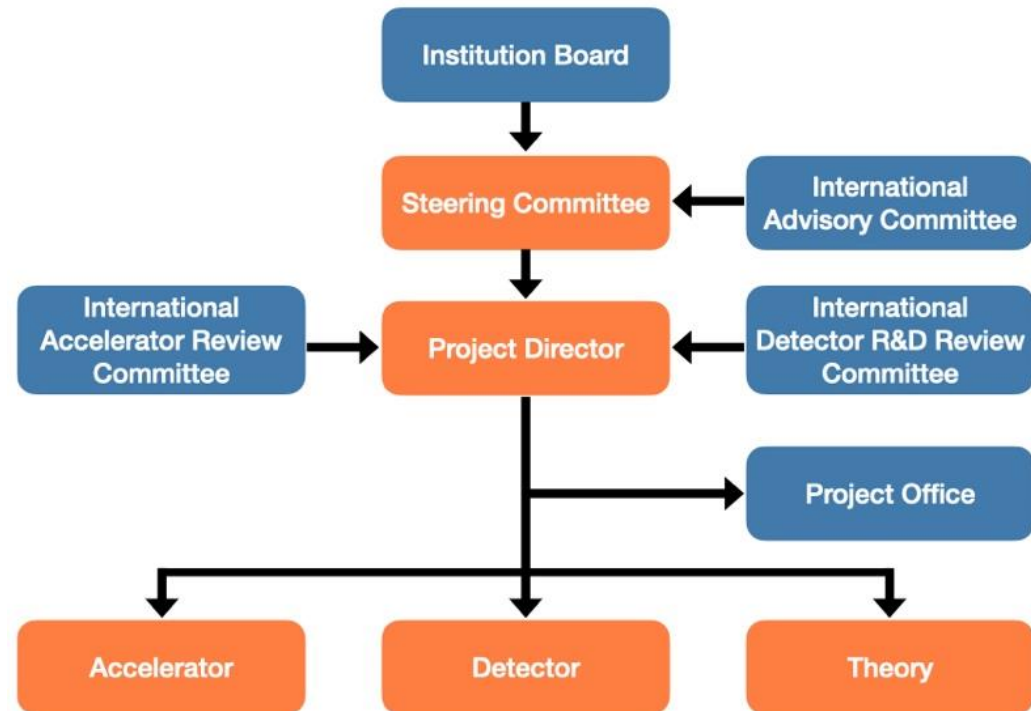 Institution Board
Steering Committee
International
Advisory Committee
International
Accelerator Review
Committee
Project Director
International
Detector R&D Review
Committee
Project Office
Accelerator
Detector
Theory